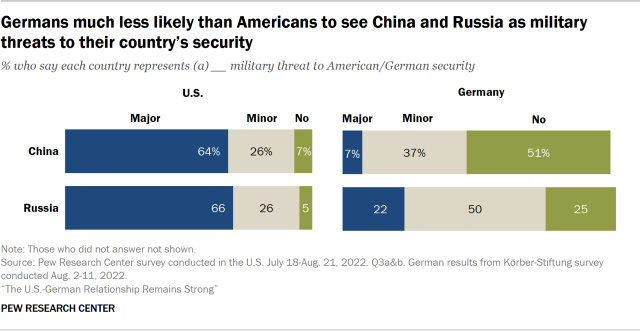 Germans much less likely than Americans to see China and Russia as military
threats to their country's security
% who say each country represents (a) __ military threat to American/German security
U.S.
Germany
Major Minor No
Major Minor No
China 64% 26% 7% 7% 37% 51%
Russia 66 26 5 22 50 25
Note: Those who did not answer not shown.
Source: Pew Research Center survey conducted in the U.S. July 18-Aug. 21, 2022. Q3a&b. German results from Körber-Stiftung survey
conducted Aug. 2-11, 2022.
“The U.S.-German Relationship Remains Strong”
PEW RESEARCH CENTER